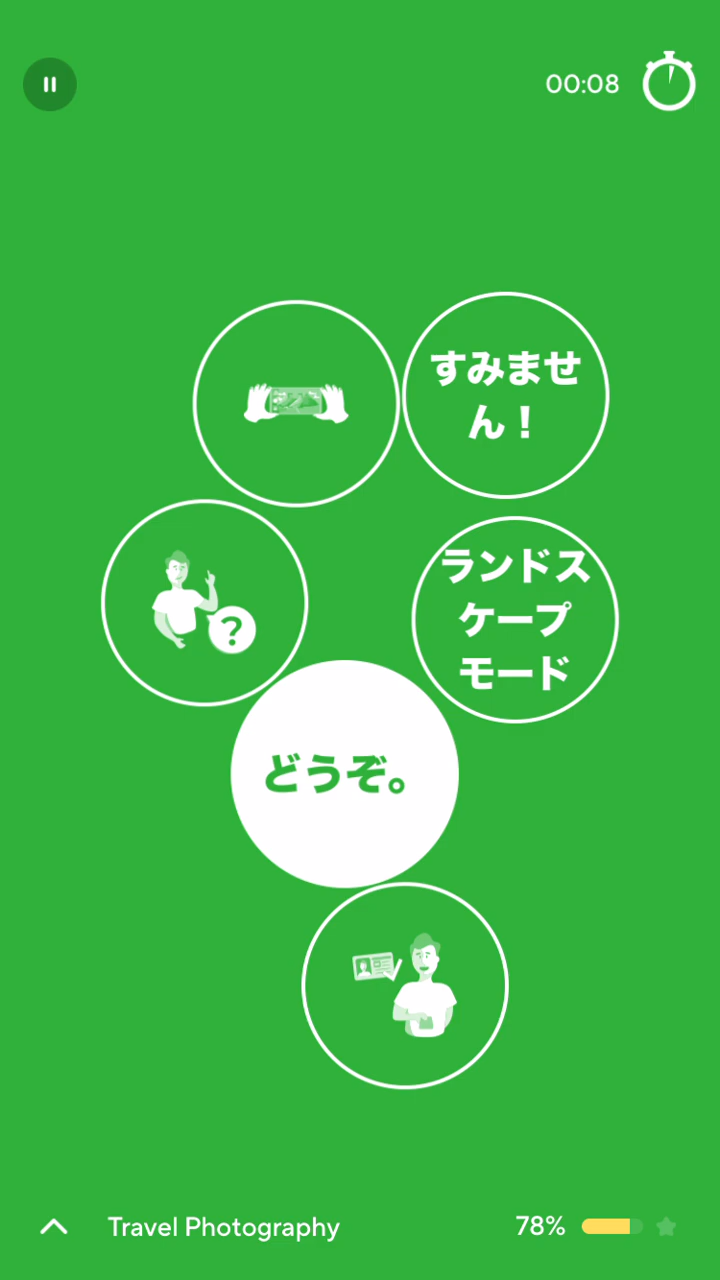 00:08
すみませ
ん！
ランドス
ケープ
モード
?
どうぞ。
Travel Photography
78%